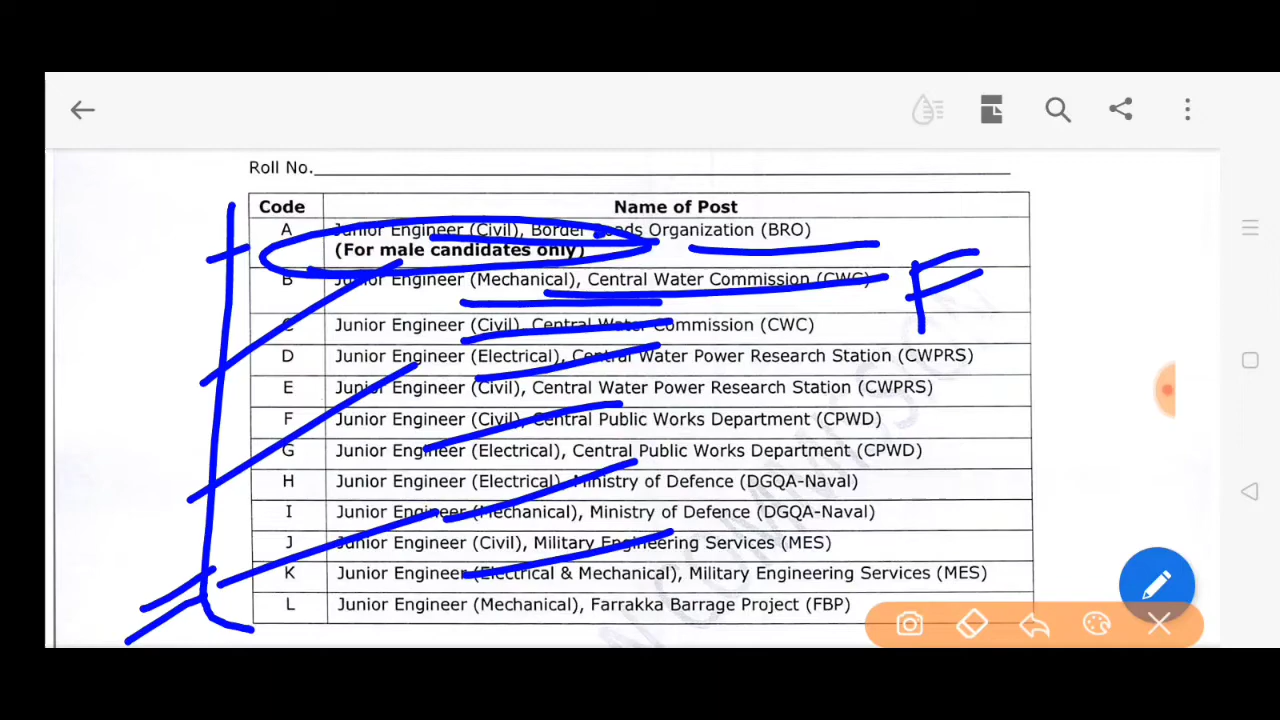 Roll No.
Code Name of Post
A Junior Engineer (Civil), Border Roads Organization (BRO)
(For male candidates only)
B Junior Engineer (Mechanical), Central Water Commission (CWC)
F
C Junior Engineer (Civil), Central Water Commission (CWC)
D Junior Engineer (Electrical), Central Water Power Research Station (CWPRS)
E Junior Engineer (Civil), Central Water Power Research Station (CWPRS)
F Junior Engineer (Civil), Central Public Works Department (CPWD)
G Junior Engineer (Electrical), Central Public Works Department (CPWD)
H Junior Engineer (Electrical), Ministry of Defence (DGQA-Naval)
I Junior Engineer (Mechanical), Ministry of Defence (DGQA-Naval)
J Junior Engineer (Civil), Military Engineering Services (MES)
K Junior Engineer (Electrical & Mechanical), Military Engineering Services (MES)
L Junior Engineer (Mechanical), Farrakka Barrage Project (FBP)